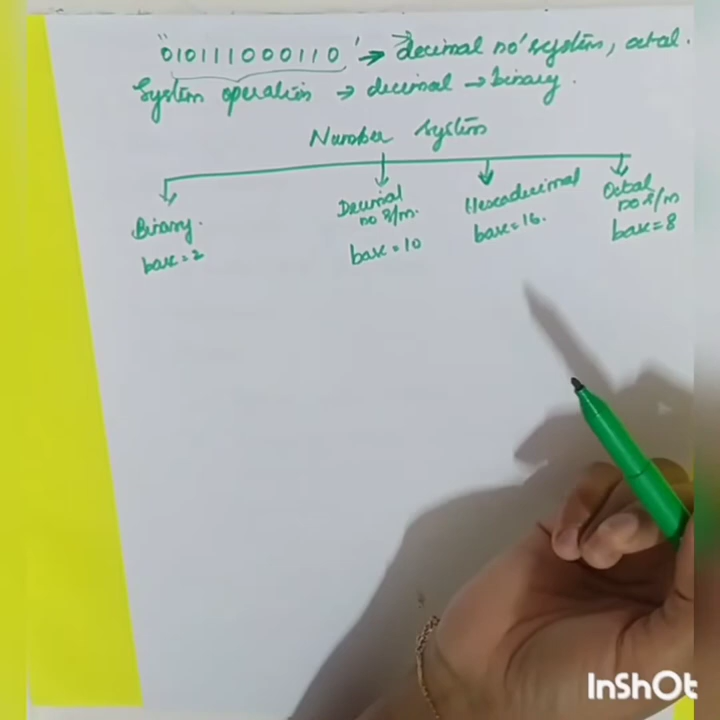 "010111000110" → decimal no' system, octal.
System operation → decimal → binary.
Number system
Binary.
base = 2
Decimal
no s/m.
base = 10
Hexadecimal
base = 16.
Octal
no s/m
base = 8
InShOt